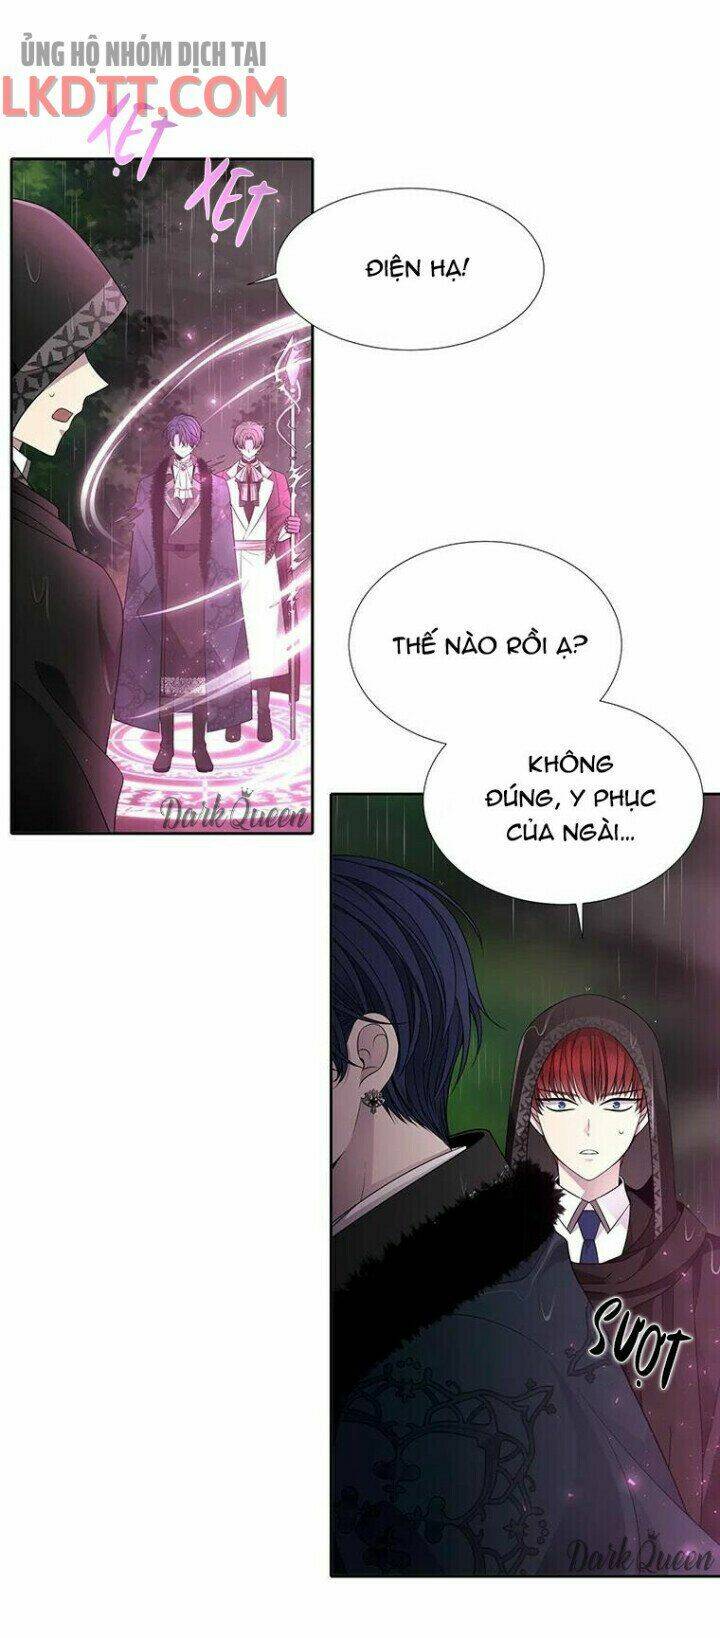 ỦNG HỘ NHÓM DỊCH TẠI
LKDTT.COM
XẸT
XẸT
ĐIỆN HẠ!
DarkQueen
THẾ NÀO RỒI Ạ?
KHÔNG
ĐÚNG, Y PHỤC
CỦA NGÀI...
SƯỢT
DarkQueen